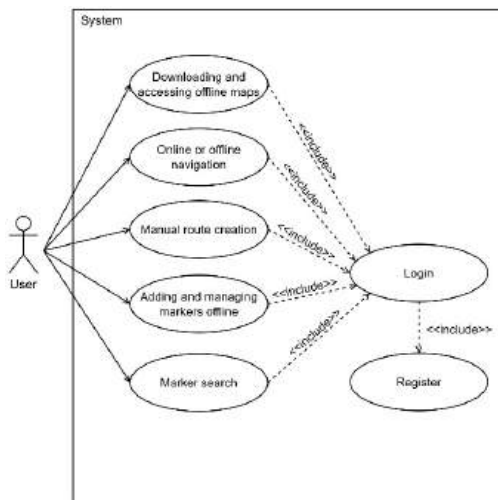 System
Downloading and
accessing offline maps
<<include>>
Online or offline
navigation
<<include>>
Manual route creation
<<include>>
User
Adding and managing
markers offline
<<include>>
Login
<<include>>
Marker search
<<include>>
Register